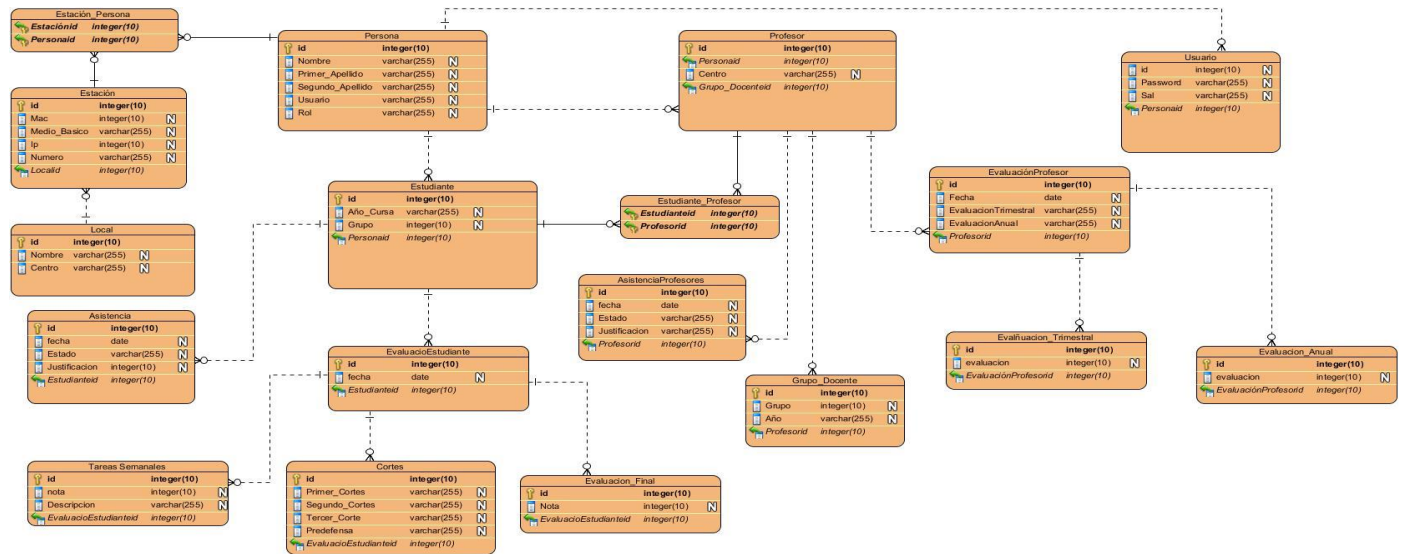 Estación_Persona
Estaciónid integer(10)
Personaid integer(10)
Persona
id integer(10)
Nombre varchar(255) N
Primer_Apellido varchar(255) N
Segundo_Apellido varchar(255) N
Usuario varchar(255) N
Rol varchar(255) N
Profesor
id integer(10)
Personaid integer(10)
Centro varchar(255) N
Grupo_Docenteid integer(10)
Usuario
id integer(10) N
Password varchar(255) N
Sal varchar(255) N
Personaid integer(10)
Estación
id integer(10)
Mac integer(10) N
Medio_Basico varchar(255) N
Ip integer(10) N
Numero varchar(255) N
Localid integer(10)
Estudiante
id integer(10)
Año_Cursa varchar(255) N
Grupo integer(10) N
Personaid integer(10)
Estudiante_Profesor
Estudianteid integer(10)
Profesorid integer(10)
EvaluaciónProfesor
id integer(10)
Fecha date N
EvaluacionTrimestral varchar(255) N
EvaluacionAnual varchar(255) N
Profesorid integer(10)
Local
id integer(10)
Nombre varchar(255) N
Centro varchar(255) N
AsistenciaProfesores
id integer(10)
fecha date N
Estado varchar(255) N
Justificacion varchar(255) N
Profesorid integer(10)
Asistencia
id integer(10)
fecha date N
Estado varchar(255) N
Justificacion integer(10) N
Estudianteid integer(10)
EvaluacioEstudiante
id integer(10)
fecha date N
Estudianteid integer(10)
Evalñuacion_Trimestral
id integer(10)
evaluacion integer(10) N
EvaluaciónProfesorid integer(10)
Evaluacion_Anual
id integer(10)
evaluacion integer(10) N
EvaluaciónProfesorid integer(10)
Grupo_Docente
id integer(10)
Grupo integer(10) N
Año varchar(255) N
Profesorid integer(10)
Tareas Semanales
id integer(10)
nota integer(10) N
Descripcion varchar(255) N
EvaluacioEstudianteid integer(10)
Cortes
id integer(10)
Primer_Cortes varchar(255) N
Segundo_Cortes varchar(255) N
Tercer_Corte varchar(255) N
Predefensa varchar(255) N
EvaluacioEstudianteid integer(10)
Evaluacion_Final
id integer(10)
Nota integer(10) N
EvaluacioEstudianteid integer(10)